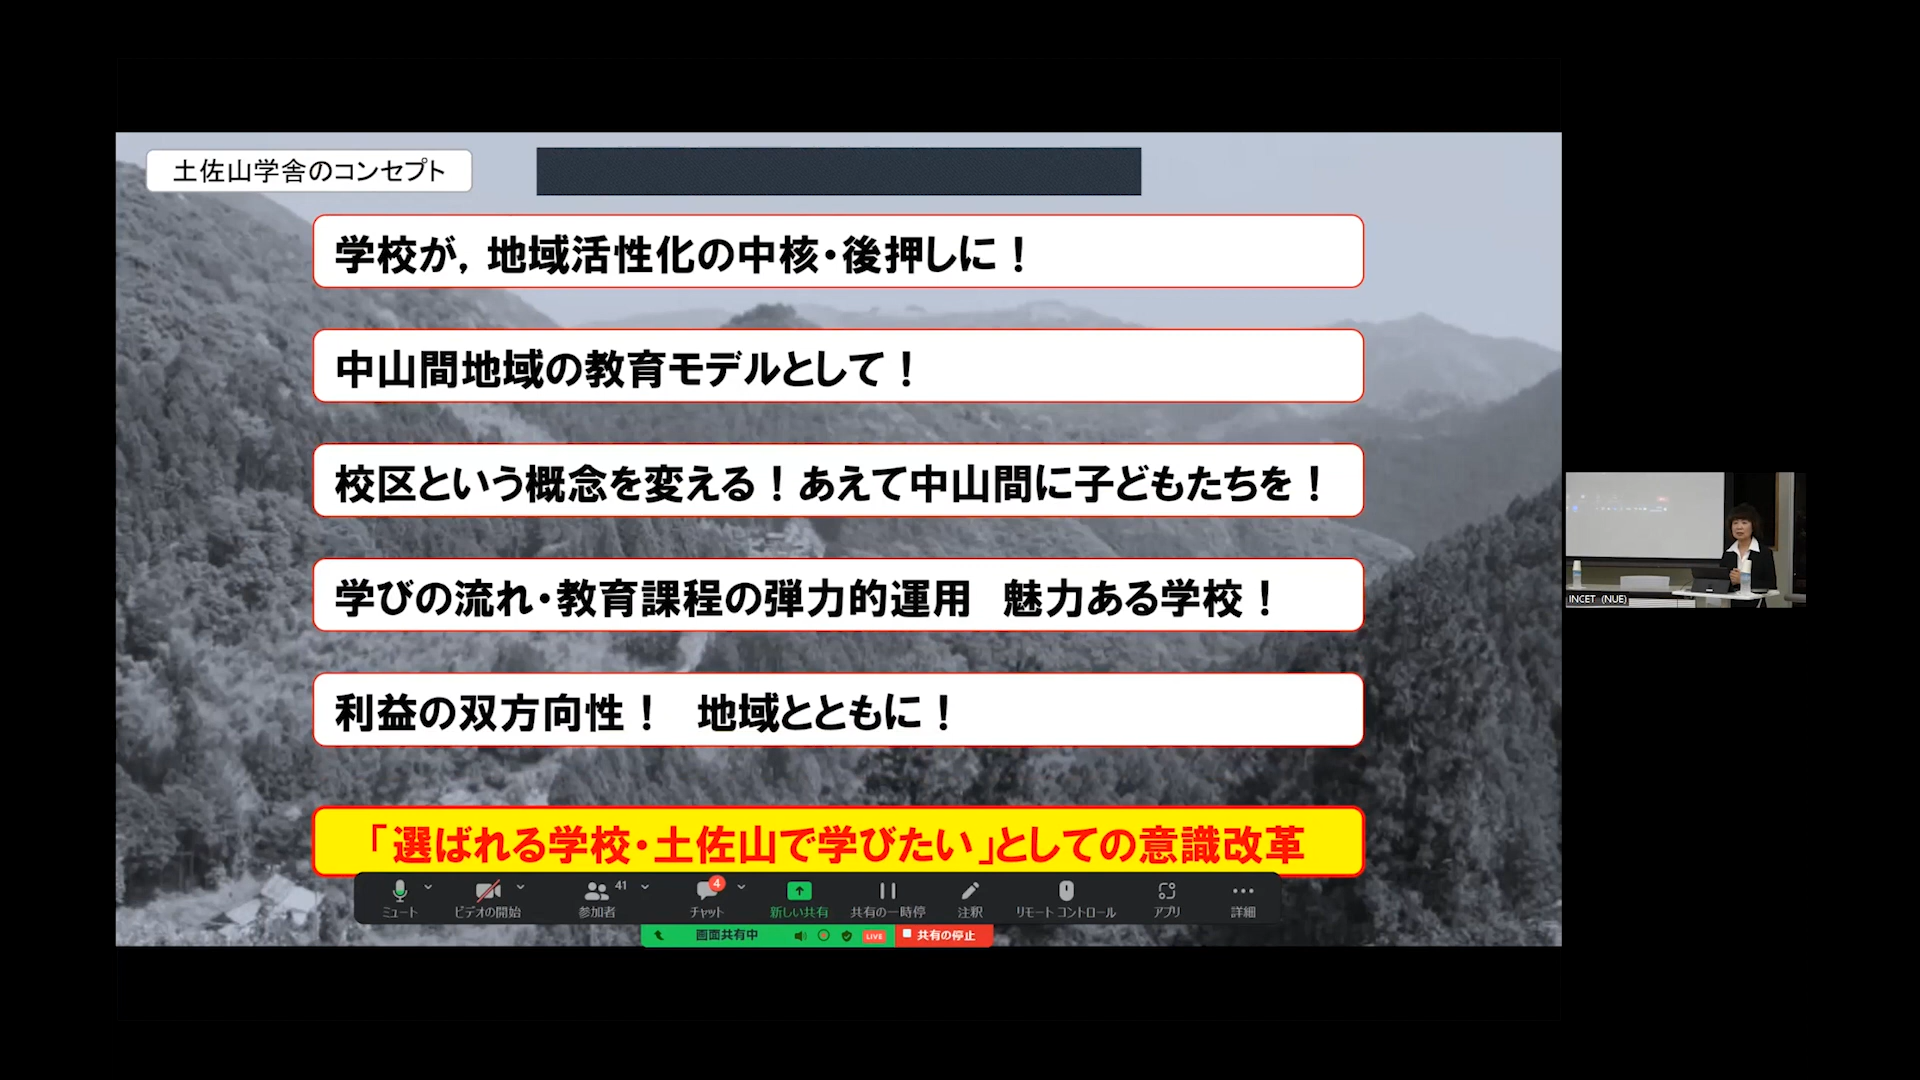 土佐山学舎のコンセプト
学校が，地域活性化の中核・後押しに！
中山間地域の教育モデルとして！
校区という概念を変える！あえて中山間に子どもたちを！
学びの流れ・教育課程の弾力的運用　魅力ある学校！
利益の双方向性！　地域とともに！
「選ばれる学校・土佐山で学びたい」としての意識改革
ミュート ビデオの開始 41 参加者 4 チャット 新しい共有 共有の一時停 注釈 リモート コントロール アプリ 詳細
画面共有中 LIVE 共有の停止
INCET (NUE)